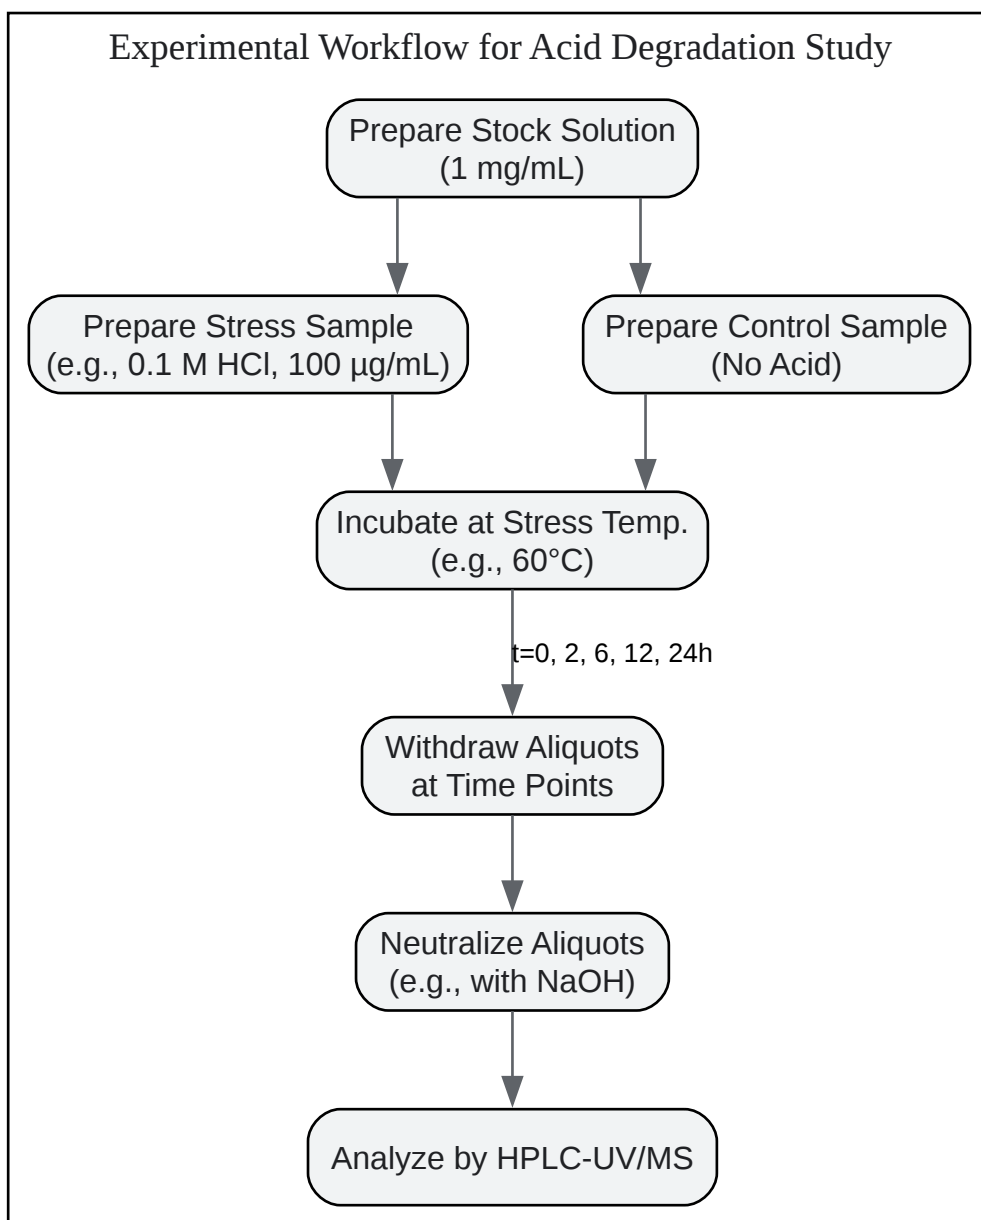 Experimental Workflow for Acid Degradation Study
Prepare Stock Solution
(1 mg/mL)
Prepare Stress Sample
(e.g., 0.1 M HCl, 100 µg/mL)
Prepare Control Sample
(No Acid)
Incubate at Stress Temp.
(e.g., 60°C)
t=0, 2, 6, 12, 24h
Withdraw Aliquots
at Time Points
Neutralize Aliquots
(e.g., with NaOH)
Analyze by HPLC-UV/MS